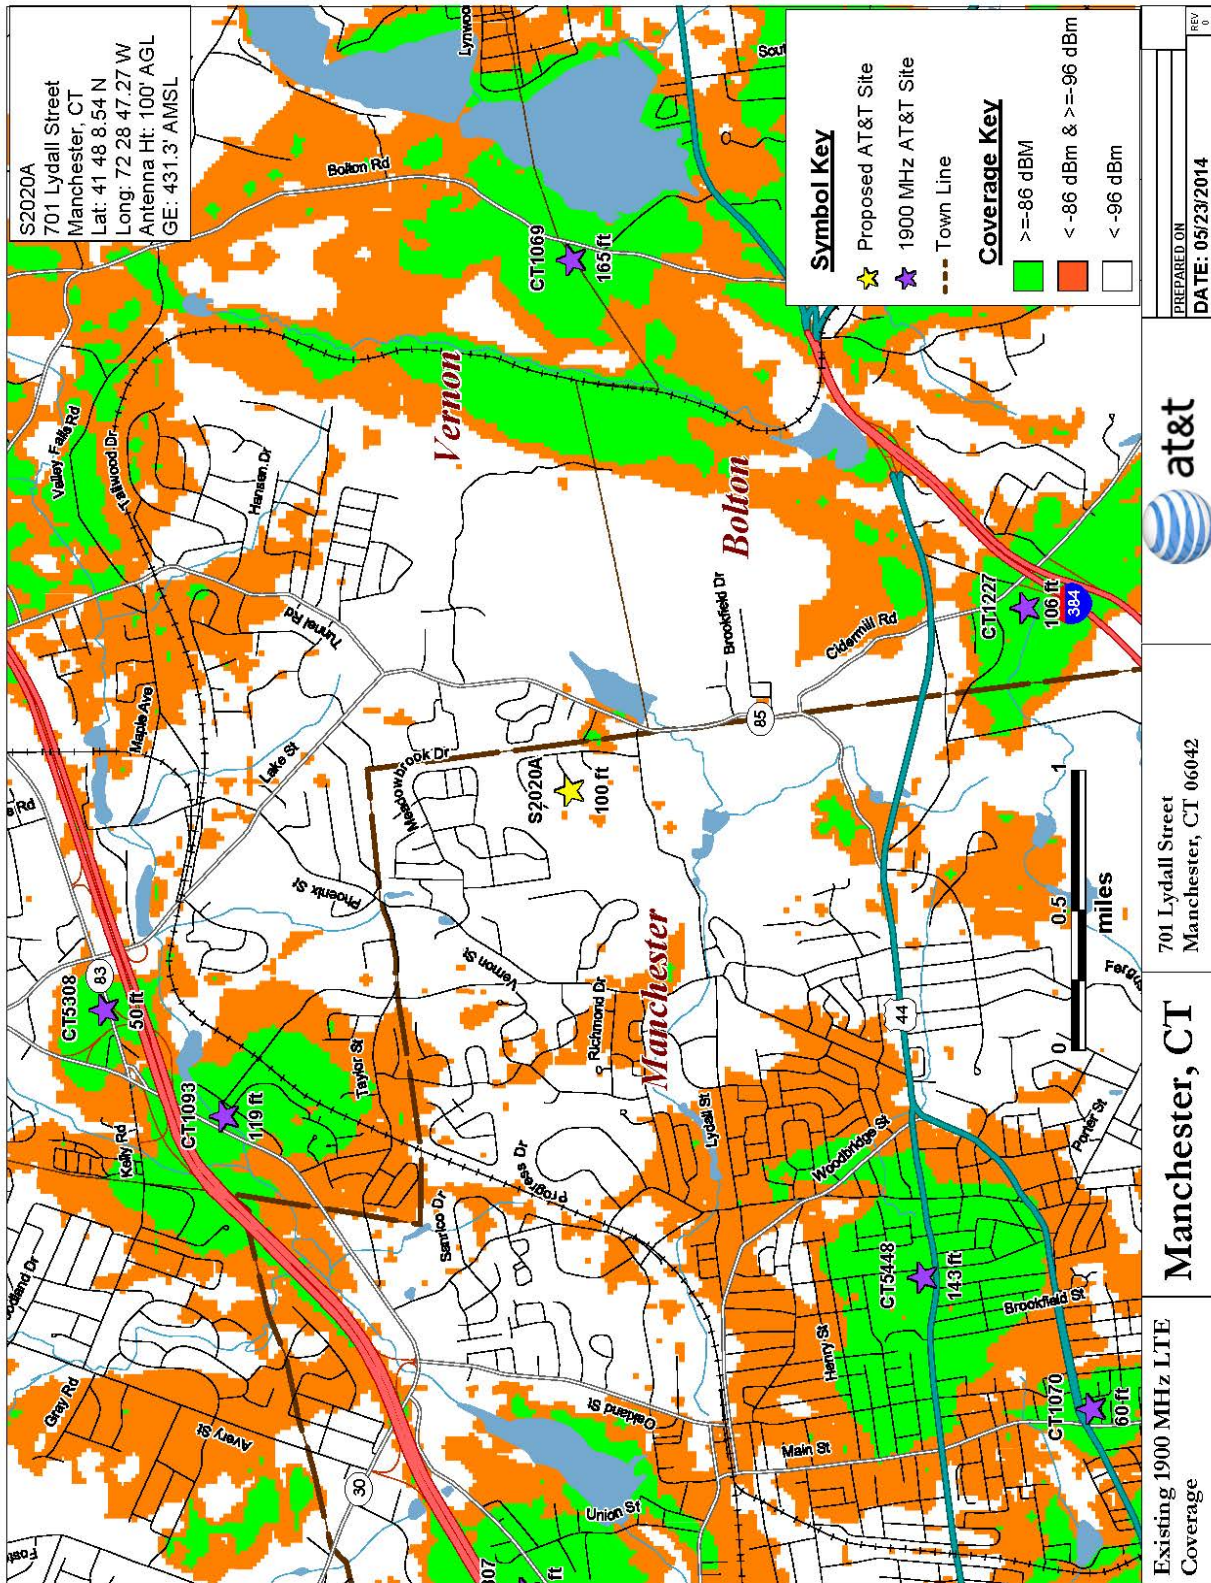 S2020A
701 Lydall Street
Manchester, CT
Lat: 41 48 8.54 N
Long: 72 28 47.27 W
Antenna Ht: 100' AGL
GE: 431.3' AMSL
Symbol Key
Proposed AT&T Site
1900 MHz AT&T Site
Town Line
Coverage Key
>=-86 dBM
< -86 dBm & >=-96 dBm
< -96 dBm
Gray Rd
Avery St
30
Kelly Rd
CT5308
83
50 ft
CT1093
119 ft
Taylor St
Maple Ave
Lake St
Tunnel Rd
Valley Falls Rd
Tallwood Dr
Hansen Dr
Bolton Rd
Vernon
CT1069
165 ft
Phoenix St
Meadowbrook Dr
Vernon St
S2020A
100 ft
Sanrico Dr
Progress Dr
Richmond Dr
Manchester
Bolton
Brookfield Dr
85
Cidermill Rd
CT1227
106 ft
384
Oakland St
Union St
Main St
Lydall St
Woodbridge St
Henry St
CT5448
143 ft
44
Brookfield St
CT1070
60 ft
Porter St
0
0.5
1
miles
Existing 1900 MHz LTE
Coverage
Manchester, CT
701 Lydall Street
Manchester, CT 06042
at&t
PREPARED ON
DATE: 05/23/2014
REV
0